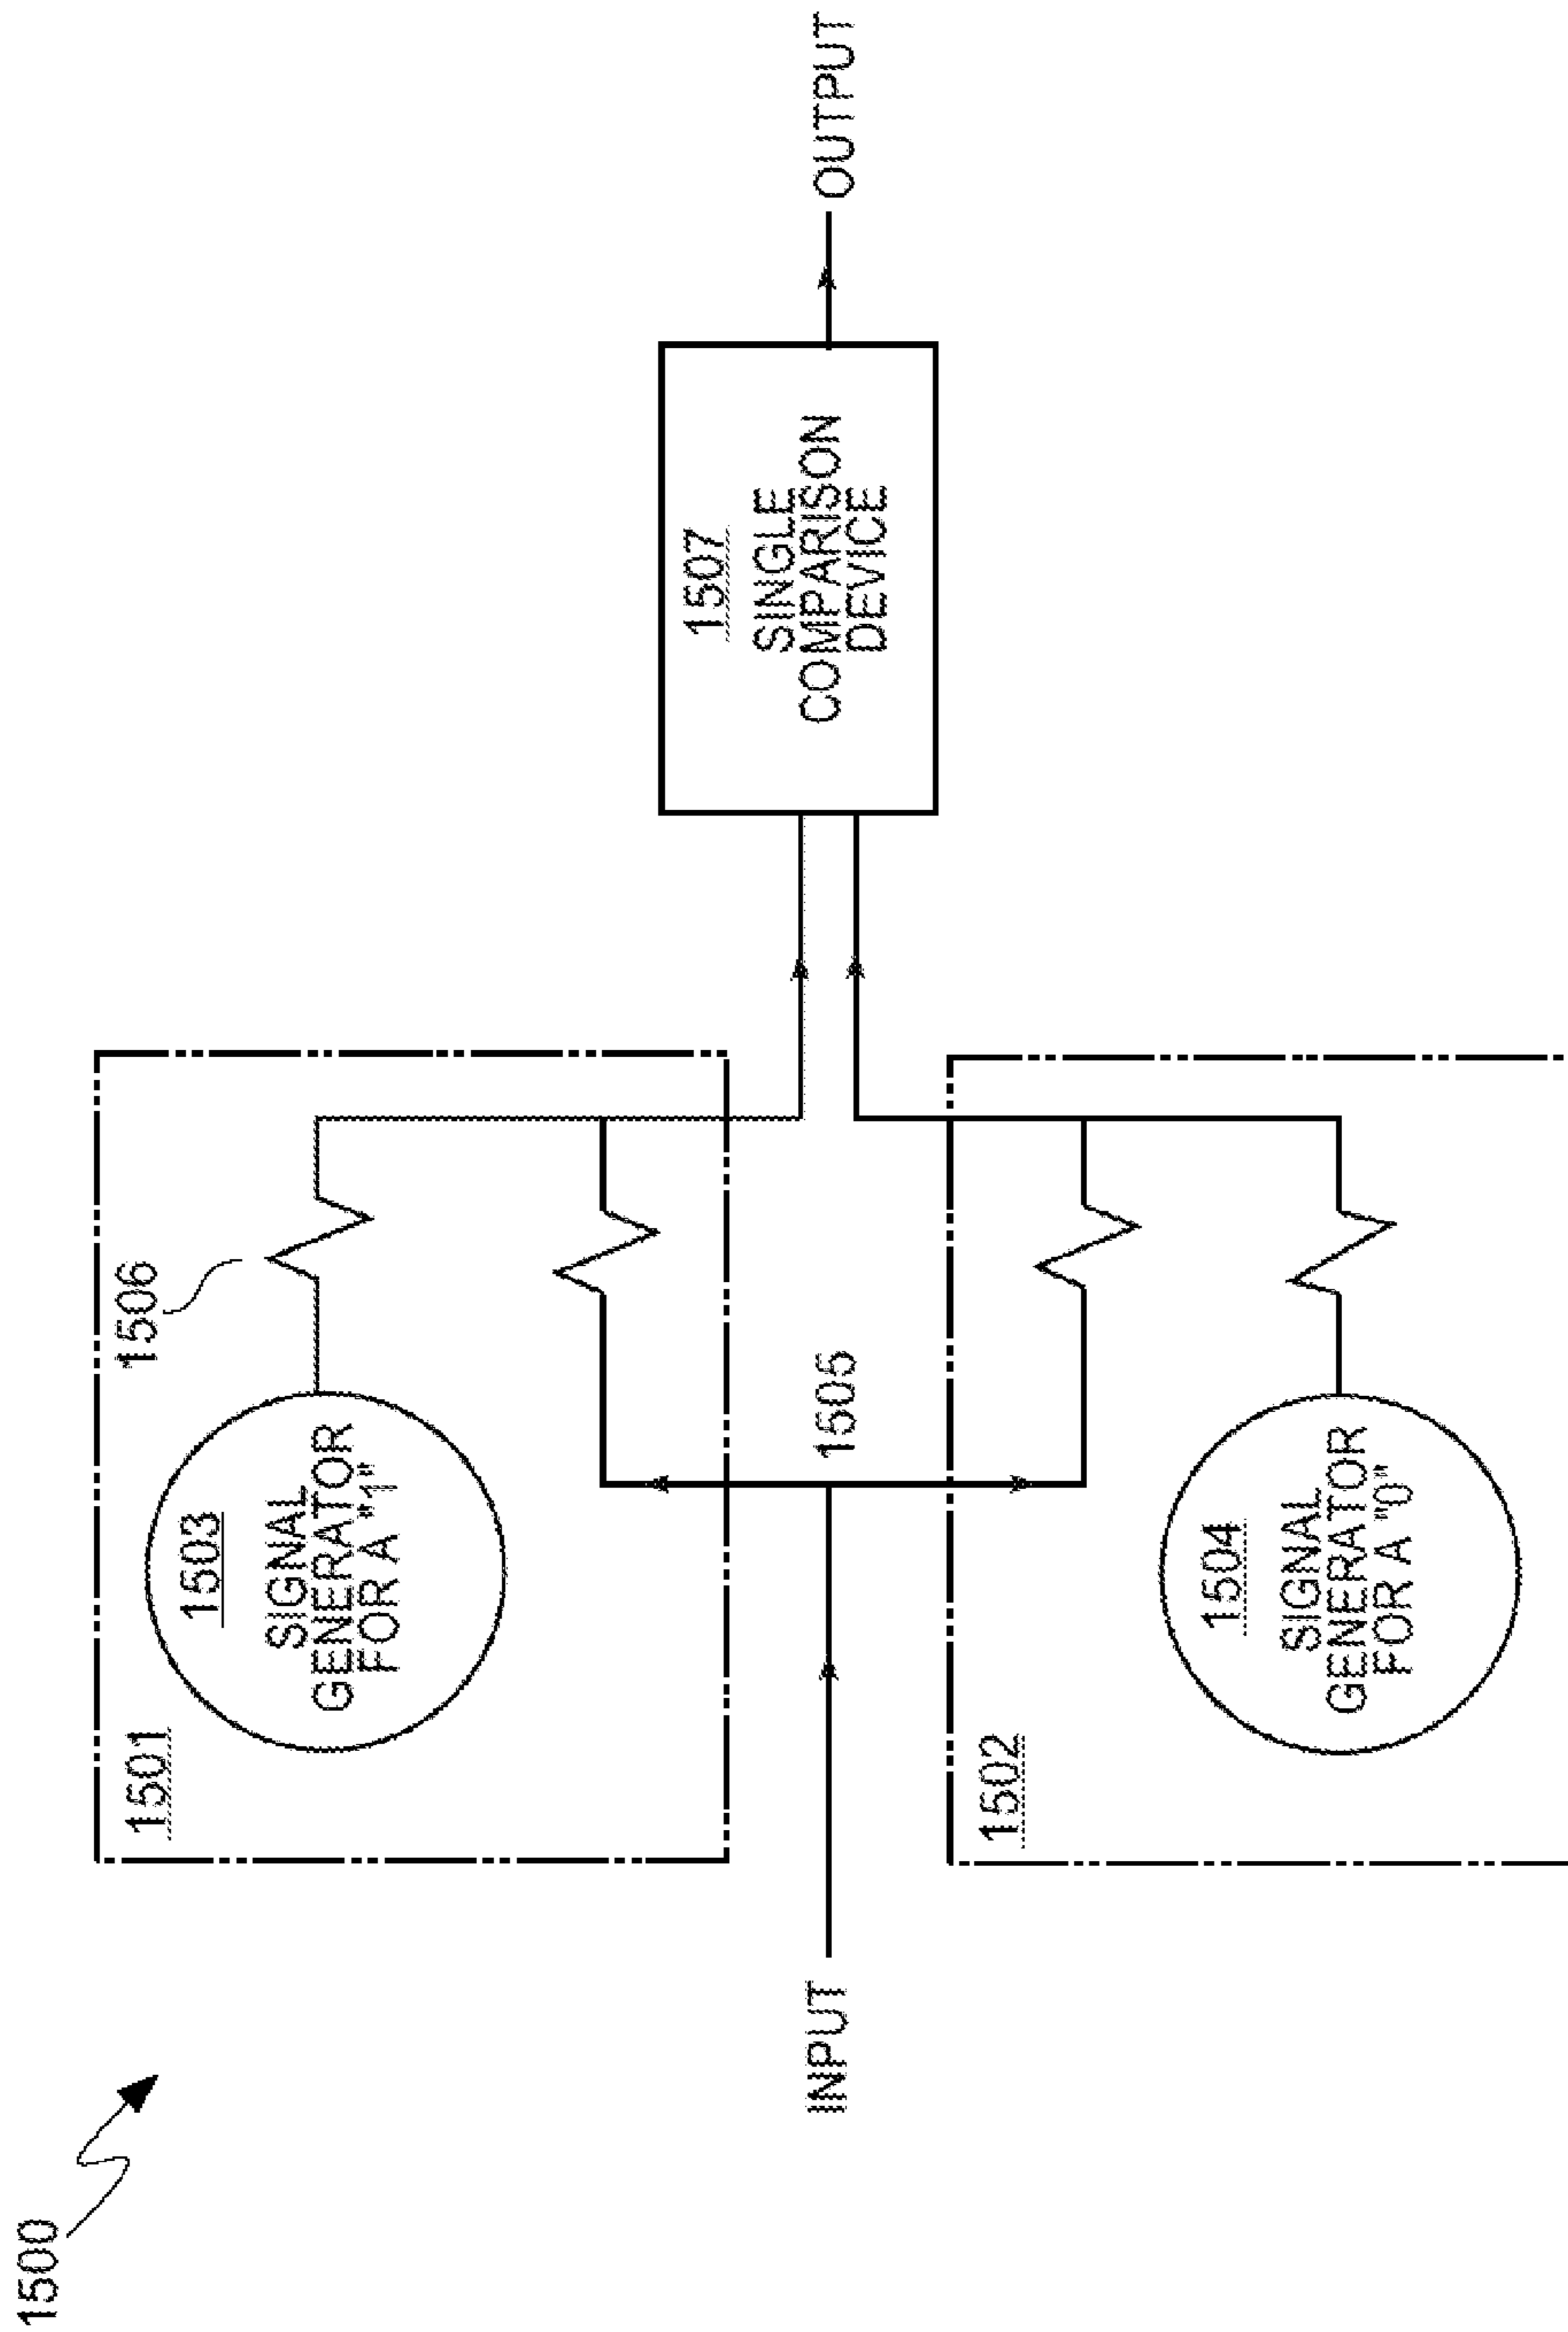 1500
1501
1503
SIGNAL
GENERATOR
FOR A "1"
1506
INPUT
1505
1507
SINGLE
COMPARISON
DEVICE
OUTPUT
1502
1504
SIGNAL
GENERATOR
FOR A "0"